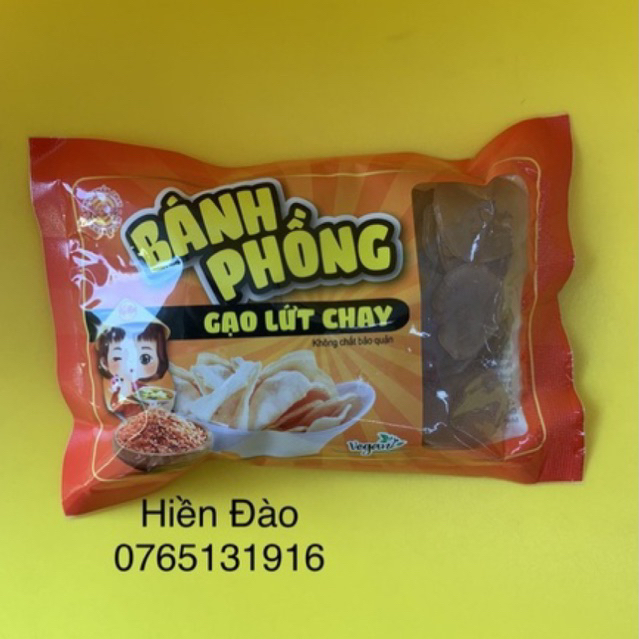 BÁNH
PHỒNG
GẠO LỨT CHAY
Không chất bảo quản
Vegan
Hiền Đào
0765131916